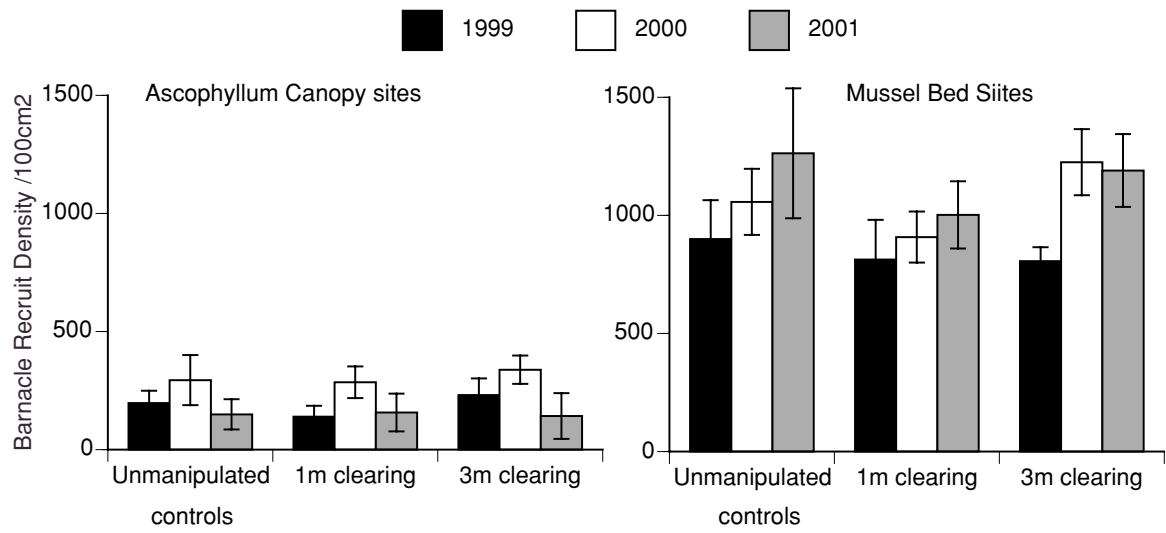 1999 2000 2001
Ascophyllum Canopy sites
Barnacle Recruit Density /100cm2
1500
1000
500
0
Unmanipulated 1m clearing 3m clearing
controls
Mussel Bed Siites
1500
1000
500
0
Unmanipulated 1m clearing 3m clearing
controls